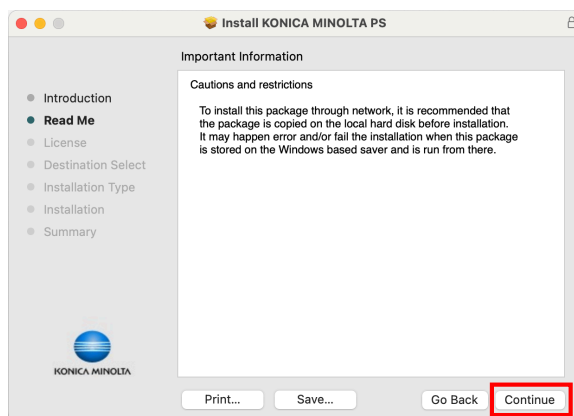 Install KONICA MINOLTA PS
Important Information
Introduction
Read Me
License
Destination Select
Installation Type
Installation
Summary
Cautions and restrictions
To install this package through network, it is recommended that
the package is copied on the local hard disk before installation.
It may happen error and/or fail the installation when this package
is stored on the Windows based saver and is run from there.
KONICA MINOLTA
Print... Save... Go Back Continue